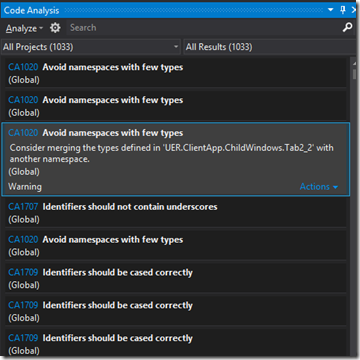 Code Analysis
Analyze
Search
All Projects (1033)
All Results (1033)
CA1020 Avoid namespaces with few types
(Global)
CA1020 Avoid namespaces with few types
(Global)
CA1020 Avoid namespaces with few types
Consider merging the types defined in 'UER.ClientApp.ChildWindows.Tab2_2' with
another namespace.
(Global)
Warning
Actions
CA1707 Identifiers should not contain underscores
(Global)
CA1020 Avoid namespaces with few types
(Global)
CA1709 Identifiers should be cased correctly
(Global)
CA1709 Identifiers should be cased correctly
(Global)
CA1709 Identifiers should be cased correctly
(Global)